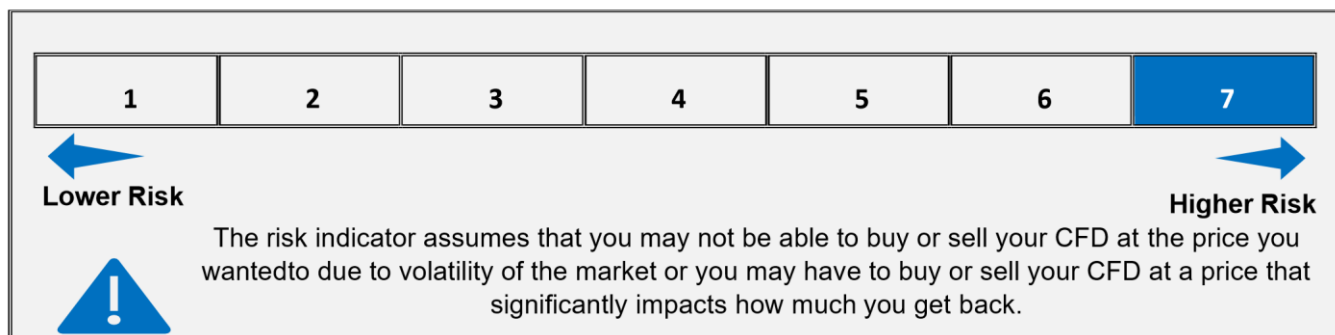 1 2 3 4 5 6 7
Lower Risk
Higher Risk
The risk indicator assumes that you may not be able to buy or sell your CFD at the price you
wantedto due to volatility of the market or you may have to buy or sell your CFD at a price that
significantly impacts how much you get back.